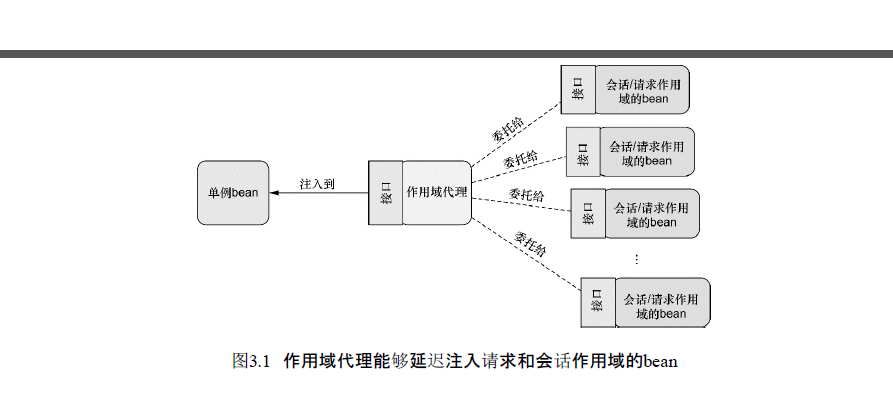 单例bean
注入到
接口
作用域代理
委托给
委托给
委托给
委托给
接口
会话/请求作用
域的bean
接口
会话/请求作用
域的bean
接口
会话/请求作用
域的bean
⋮
接口
会话/请求作用
域的bean
图3.1 作用域代理能够延迟注入请求和会话作用域的bean